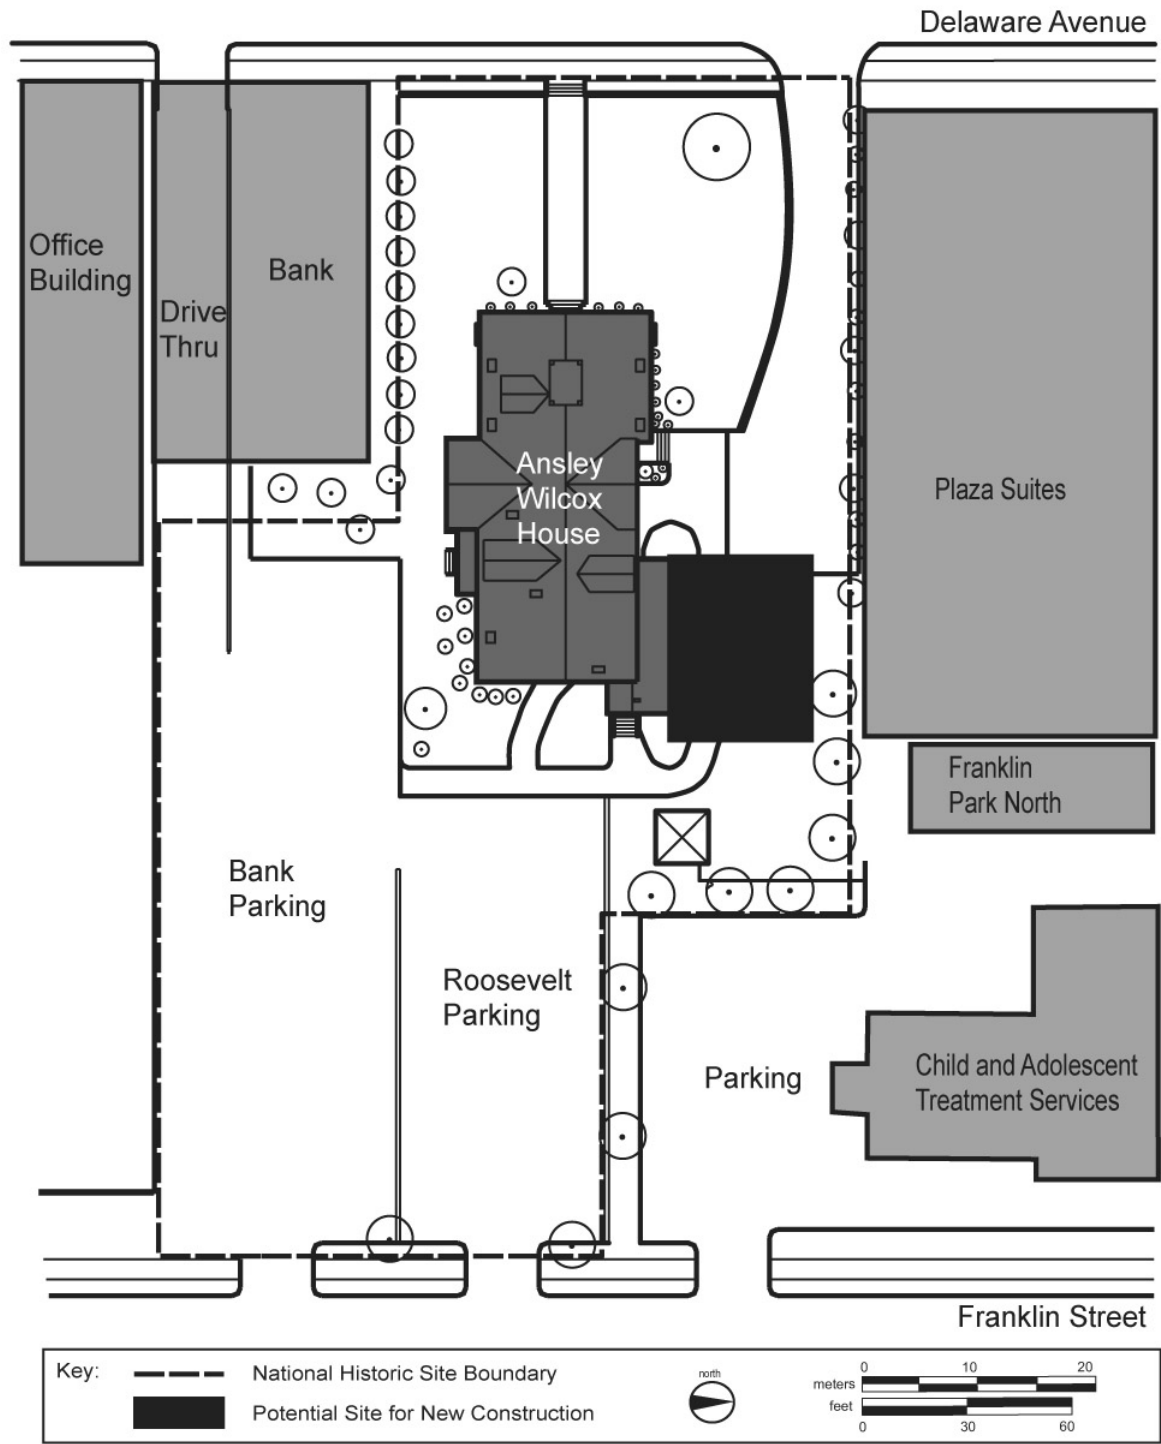 Delaware Avenue
Office
Building
Drive
Thru
Bank
Ansley
Wilcox
House
Plaza Suites
Franklin
Park North
Bank
Parking
Roosevelt
Parking
Parking
Child and Adolescent
Treatment Services
Franklin Street
Key:
National Historic Site Boundary
Potential Site for New Construction
north
0 10 20
meters
feet
0 30 60